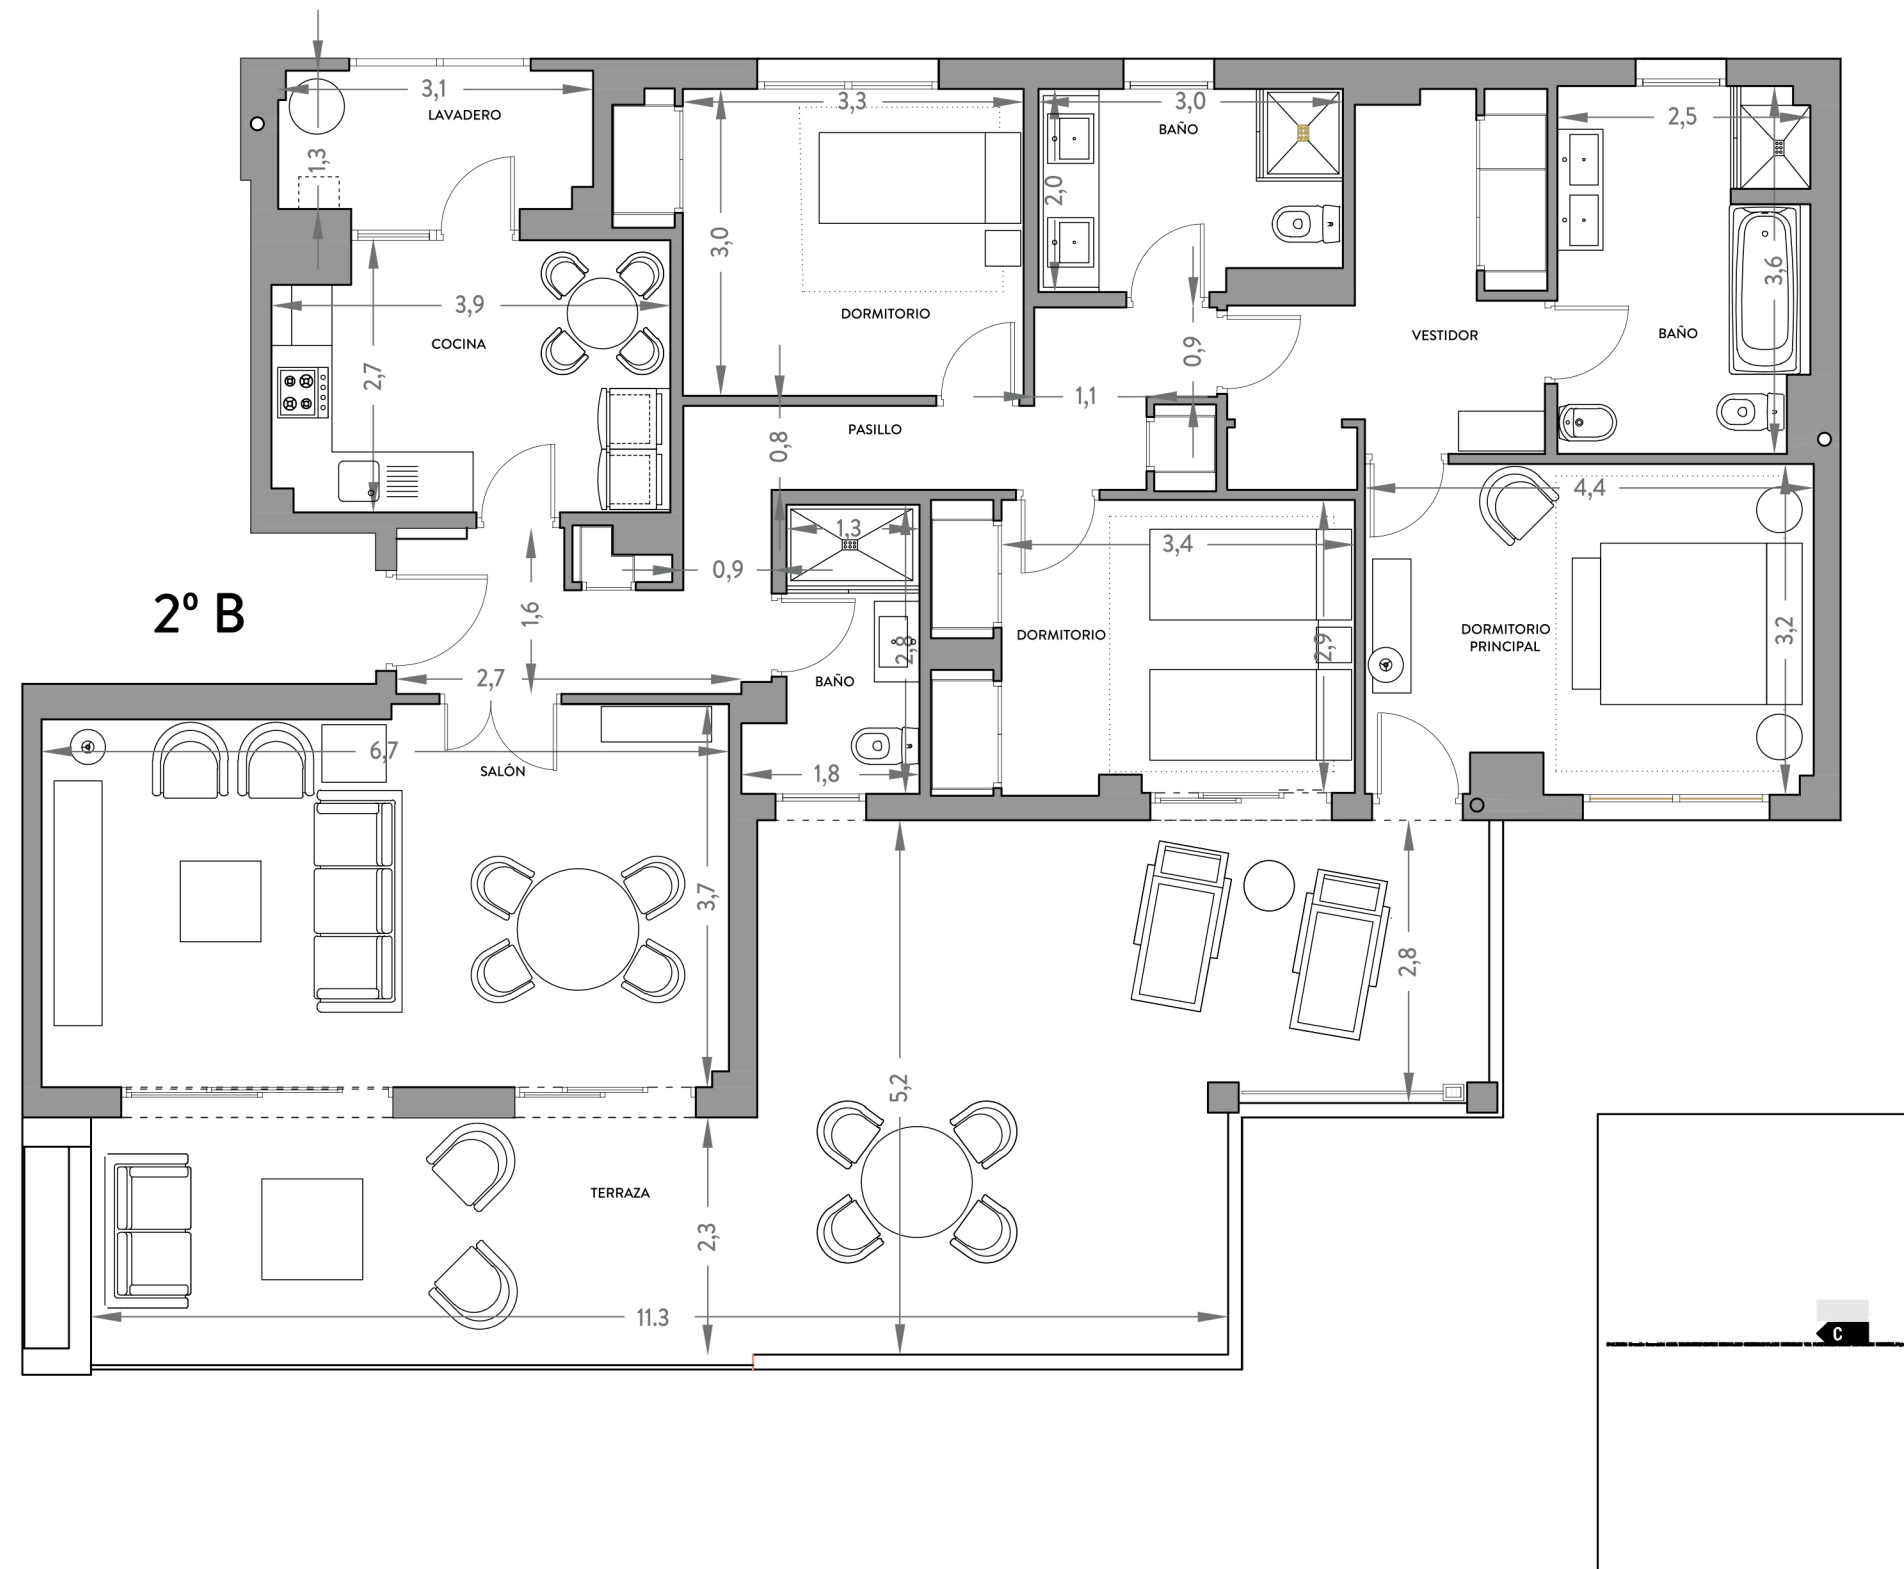 3,1
LAVADERO
1,3
3,3
3,0
BAÑO
2,0
2,5
3,0
DORMITORIO
3,6
3,9
COCINA
2,7
0,9
VESTIDOR
BAÑO
1,1
PASILLO
0,8
4,4
1,3
3,4
0,9
2º B
1,6
2,8
DORMITORIO
2,9
DORMITORIO
PRINCIPAL
3,2
2,7
BAÑO
6,7
SALÓN
1,8
3,7
2,8
5,2
TERRAZA
2,3
11.3
C